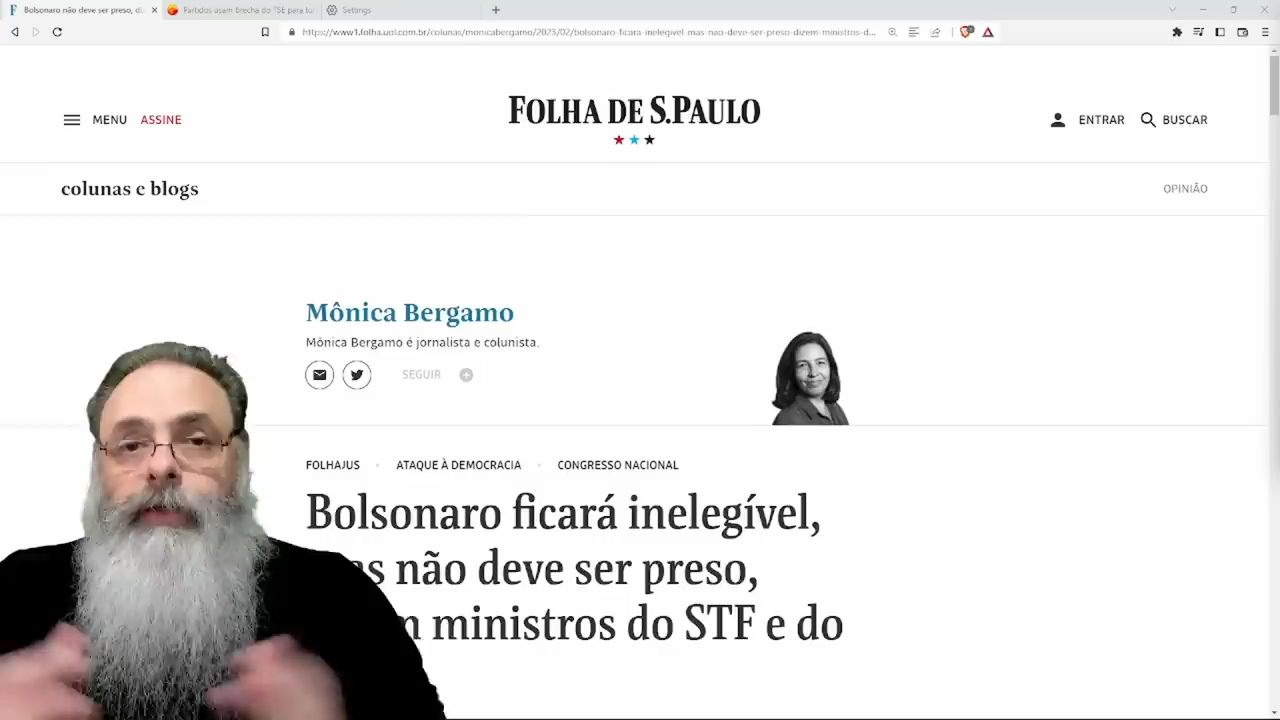 Bolsonaro não deve ser preso, di
Partidos usam brecha do TSE para tu
Settings
https://www1.folha.uol.com.br/colunas/monicabergamo/2023/02/bolsonaro-ficara-inelegivel-mas-nao-deve-ser-preso-dizem-ministros-d...
MENU ASSINE
FOLHA DE S.PAULO
ENTRAR BUSCAR
colunas e blogs
OPINIÃO
Mônica Bergamo
Mônica Bergamo é jornalista e colunista.
SEGUIR
FOLHAJUS ATAQUE À DEMOCRACIA CONGRESSO NACIONAL
Bolsonaro ficará inelegível,
não deve ser preso,
ministros do STF e do